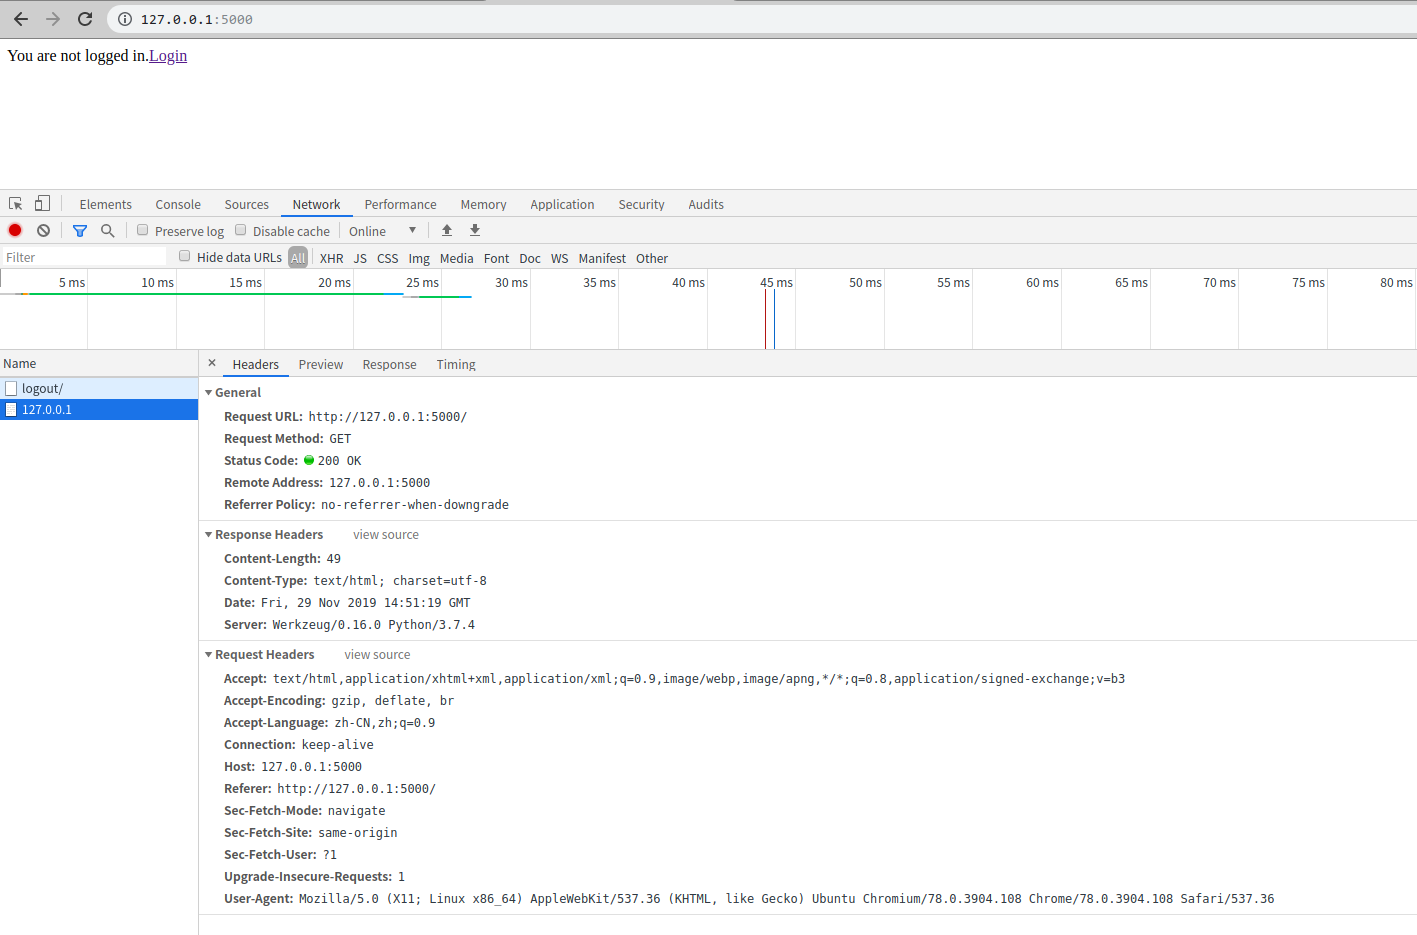 127.0.0.1:5000
You are not logged in.Login
Elements Console Sources Network Performance Memory Application Security Audits
Preserve log Disable cache Online
Filter Hide data URLs All XHR JS CSS Img Media Font Doc WS Manifest Other
5 ms 10 ms 15 ms 20 ms 25 ms 30 ms 35 ms 40 ms 45 ms 50 ms 55 ms 60 ms 65 ms 70 ms 75 ms 80 ms
Name
logout/
127.0.0.1
× Headers Preview Response Timing
General
Request URL: http://127.0.0.1:5000/
Request Method: GET
Status Code: 200 OK
Remote Address: 127.0.0.1:5000
Referrer Policy: no-referrer-when-downgrade
Response Headers view source
Content-Length: 49
Content-Type: text/html; charset=utf-8
Date: Fri, 29 Nov 2019 14:51:19 GMT
Server: Werkzeug/0.16.0 Python/3.7.4
Request Headers view source
Accept: text/html,application/xhtml+xml,application/xml;q=0.9,image/webp,image/apng,*/*;q=0.8,application/signed-exchange;v=b3
Accept-Encoding: gzip, deflate, br
Accept-Language: zh-CN,zh;q=0.9
Connection: keep-alive
Host: 127.0.0.1:5000
Referer: http://127.0.0.1:5000/
Sec-Fetch-Mode: navigate
Sec-Fetch-Site: same-origin
Sec-Fetch-User: ?1
Upgrade-Insecure-Requests: 1
User-Agent: Mozilla/5.0 (X11; Linux x86_64) AppleWebKit/537.36 (KHTML, like Gecko) Ubuntu Chromium/78.0.3904.108 Chrome/78.0.3904.108 Safari/537.36